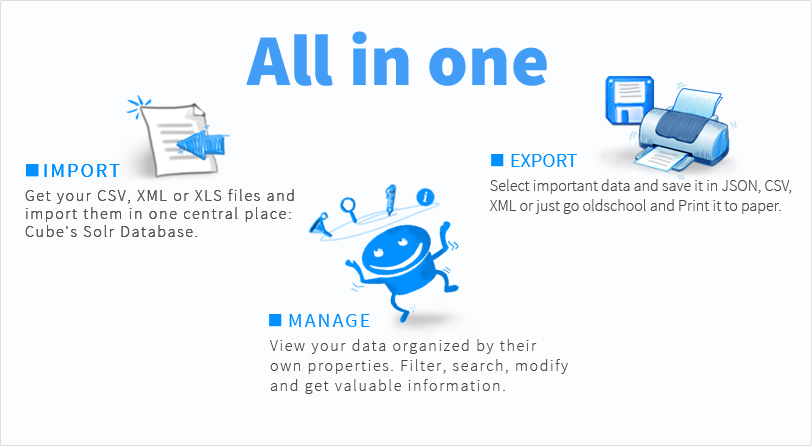 All in one
IMPORT
Get your CSV, XML or XLS files and
import them in one central place:
Cube's Solr Database.
EXPORT
Select important data and save it in JSON, CSV,
XML or just go oldschool and Print it to paper.
i
MANAGE
View your data organized by their
own properties. Filter, search, modify
and get valuable information.